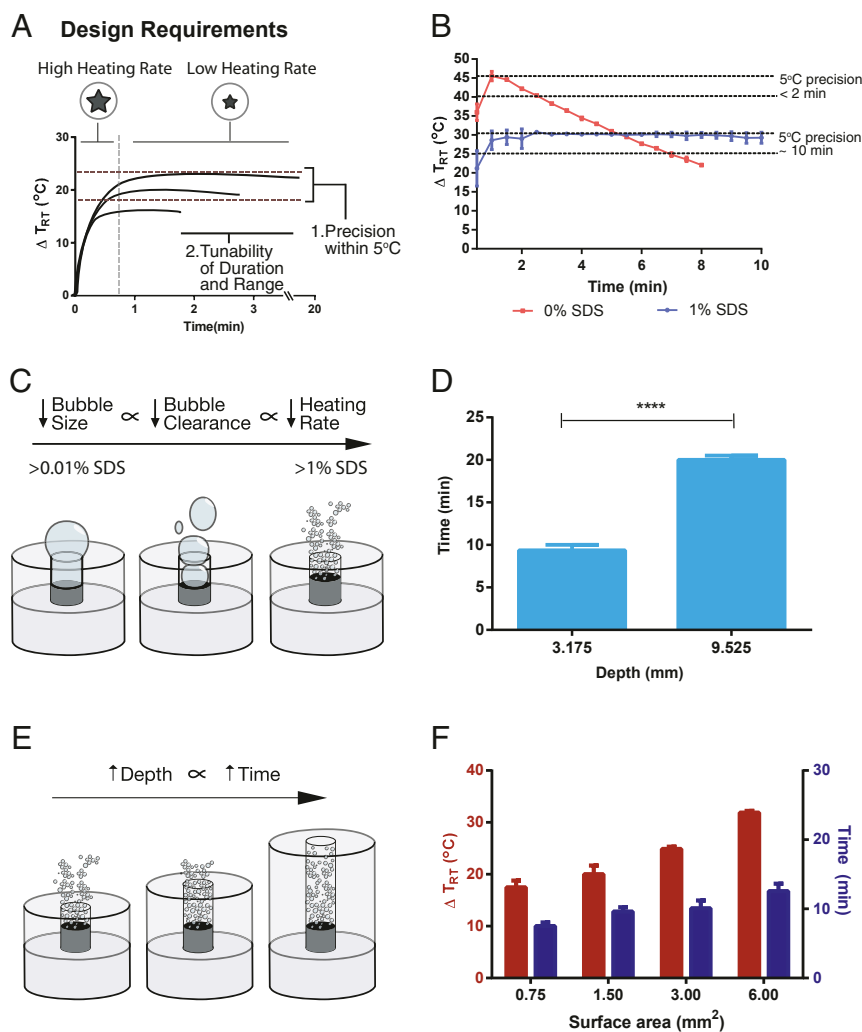 A Design Requirements
High Heating Rate Low Heating Rate
30
20
10
0
Δ T_RT (°C)
1.Precision
within 5°C
2.Tunability
of Duration
and Range
0 1 2 3 20
Time(min)
B
50
45
40
35
30
25
20
15
10
5
0
Δ T_RT (°C)
5°C precision
< 2 min
5°C precision
~ 10 min
2 4 6 8 10
Time (min)
0% SDS 1% SDS
C
↓ Bubble Size ∝ ↓ Bubble Clearance ∝ ↓ Heating Rate
>0.01% SDS >1% SDS
D
25
20
15
10
5
0
Time (min)
****
3.175 9.525
Depth (mm)
E
↑Depth ∝ ↑Time
F
40
30
20
10
0
Δ T_RT (°C)
30
20
10
0
Time (min)
0.75 1.50 3.00 6.00
Surface area (mm²)